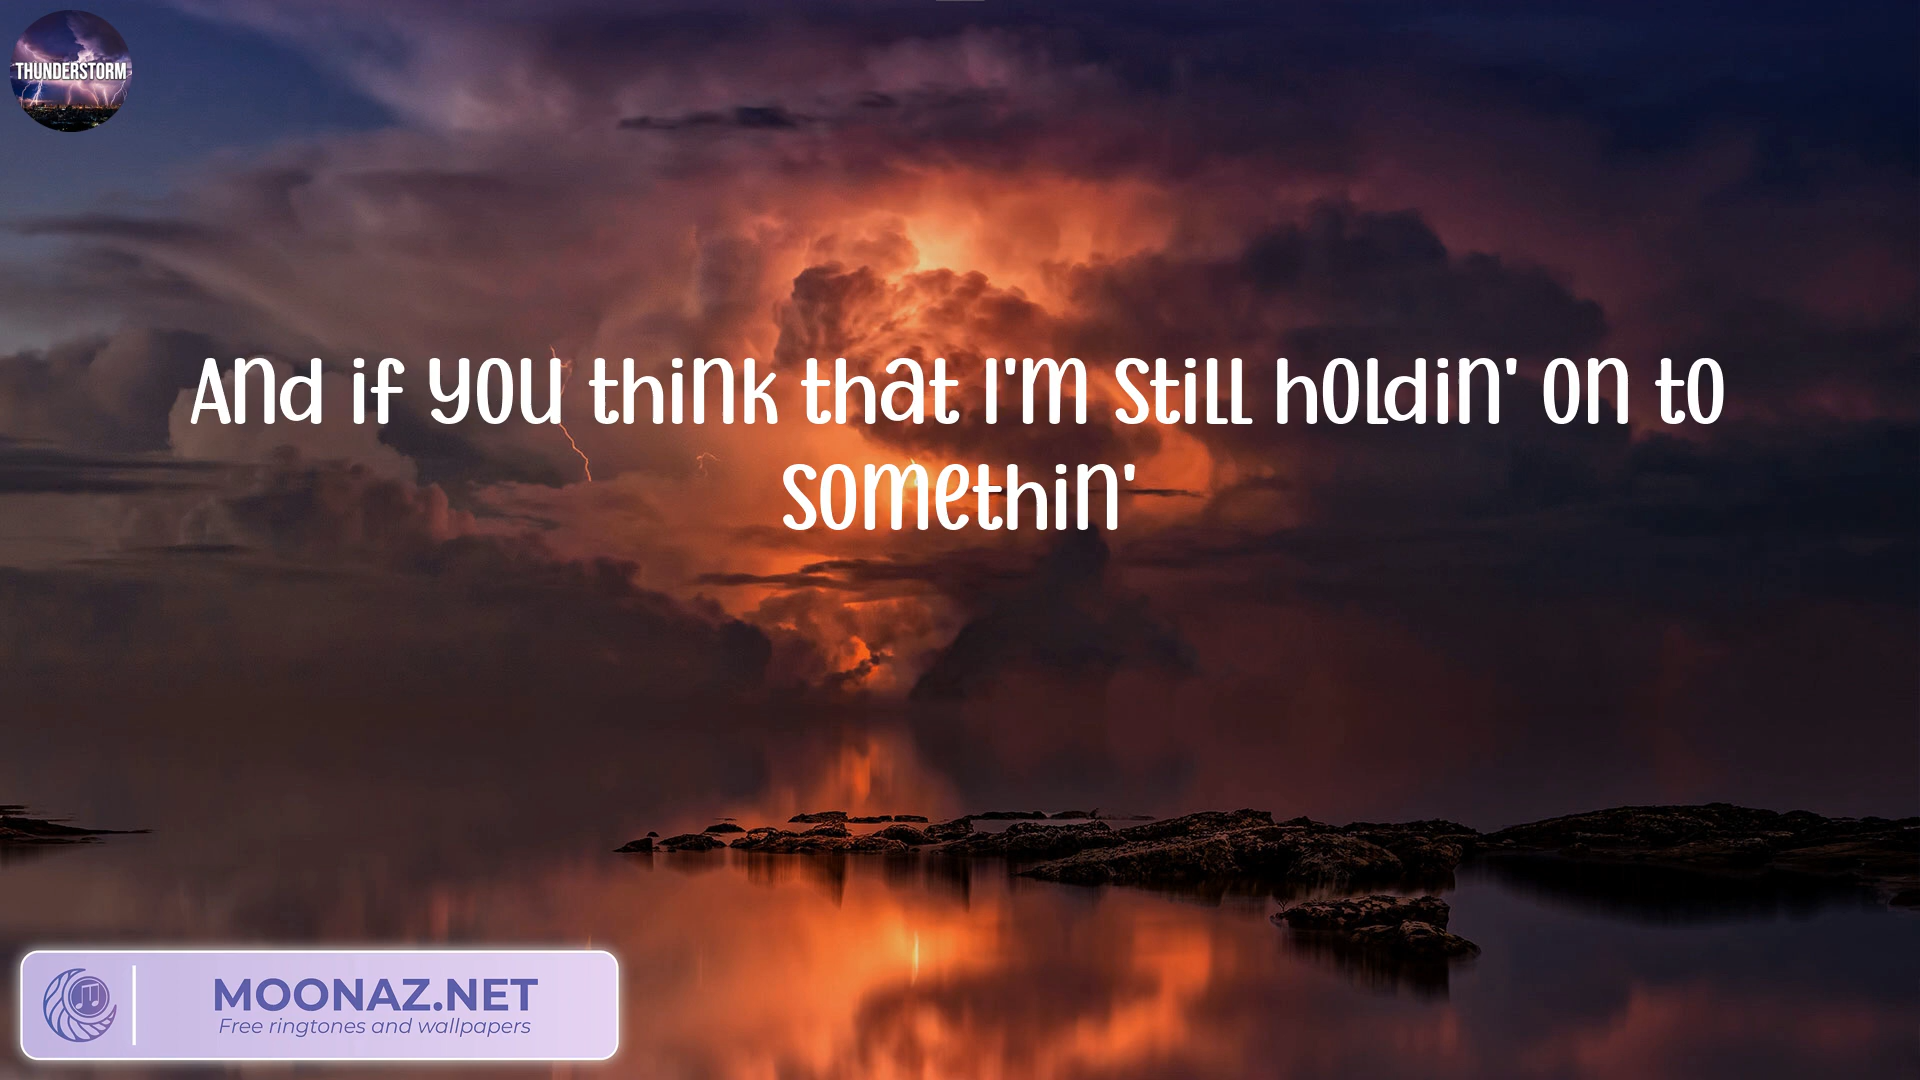 THUNDERSTORM
And if you think that I'm still holdin' on to
somethin'
MOONAZ.NET
Free ringtones and wallpapers